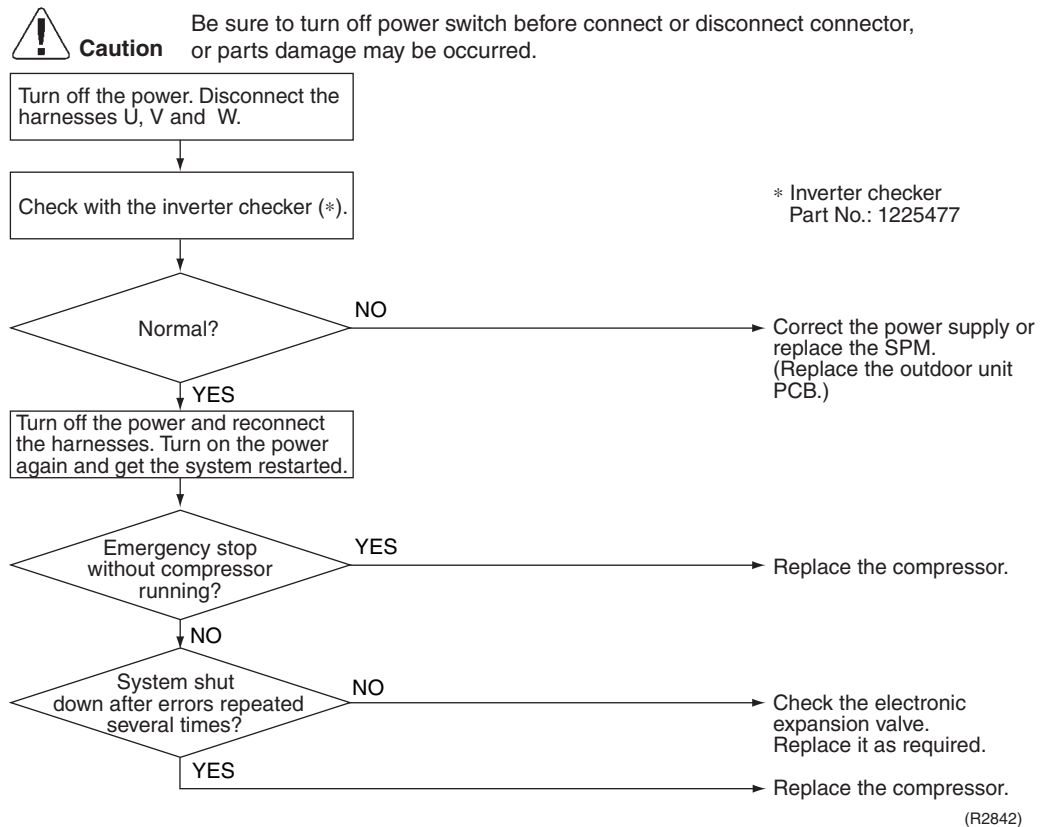 Be sure to turn off power switch before connect or disconnect connector,
Caution or parts damage may be occurred.
Turn off the power. Disconnect the
harnesses U, V and W.
Check with the inverter checker (*).
* Inverter checker
Part No.: 1225477
Normal?
NO
Correct the power supply or
replace the SPM.
(Replace the outdoor unit
PCB.)
YES
Turn off the power and reconnect
the harnesses. Turn on the power
again and get the system restarted.
Emergency stop
without compressor
running?
YES
Replace the compressor.
NO
System shut
down after errors repeated
several times?
NO
Check the electronic
expansion valve.
Replace it as required.
YES
Replace the compressor.
(R2842)